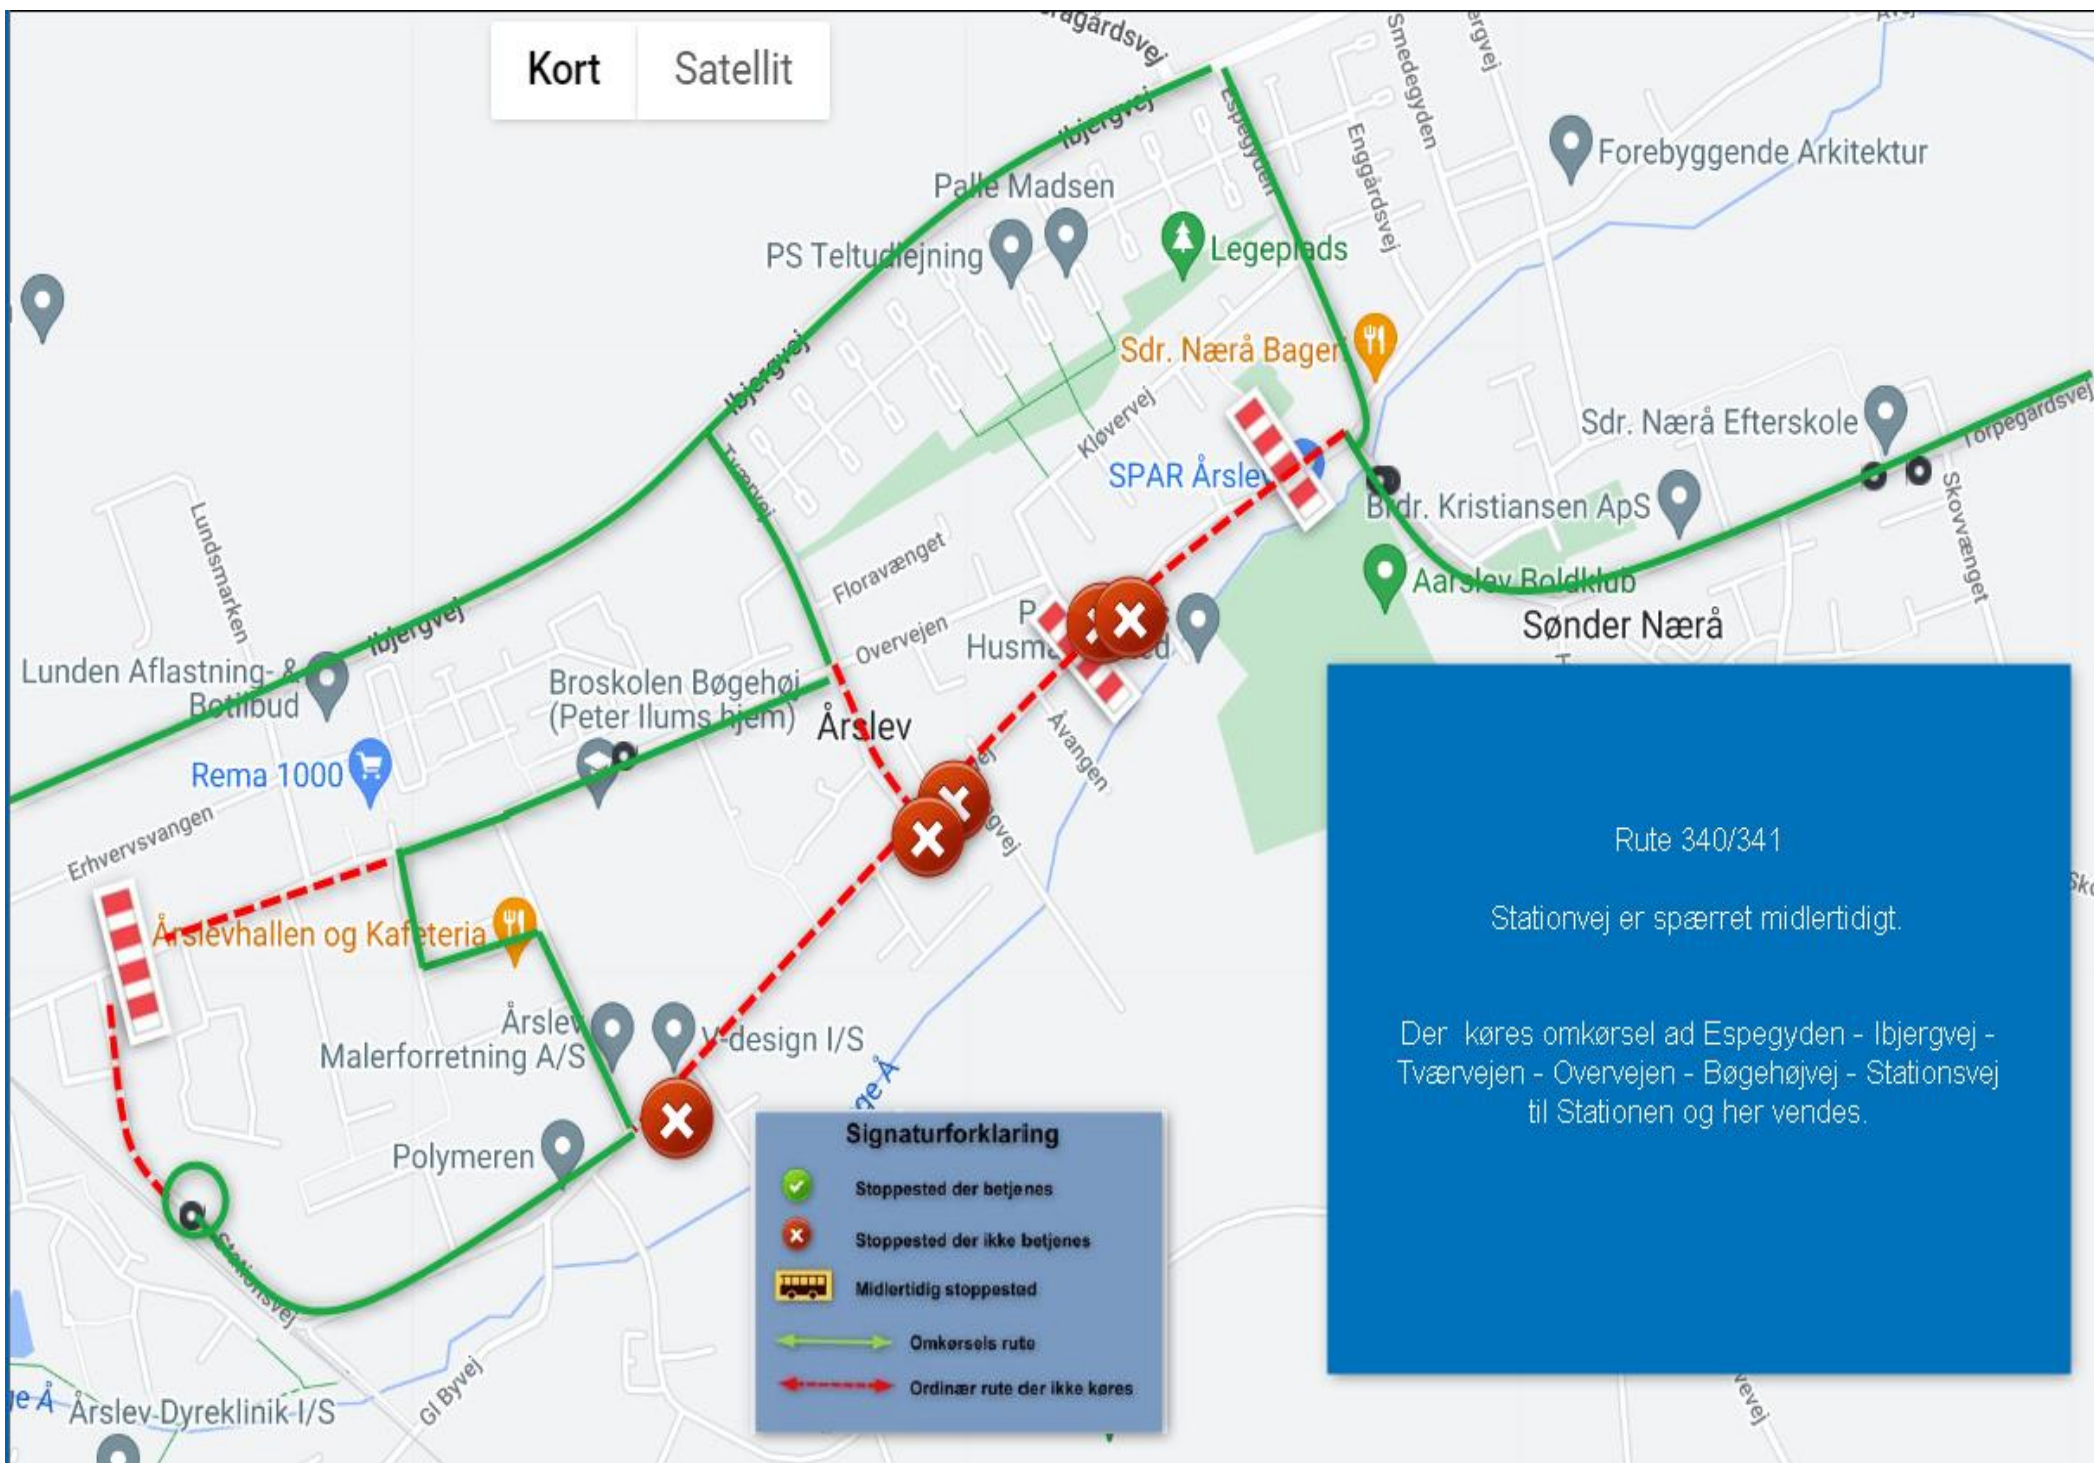 Kort
Satellit
Ibjergvej
Espegyden
Smedegyden
Enggårdsvej
Forebyggende Arkitektur
Palle Madsen
PS Teltudlejning
Legeplads
Sdr. Nærå Bageri
Ibjergvej
Kløvervej
SPAR Årslev
Sdr. Nærå Efterskole
Torpegårdsvej
Tværvej
Brdr. Kristiansen ApS
Skovvænget
Lundsmarken
Floravænget
Aarslev Boldklub
Ibjergvej
Overvejen
Sønder Nærå
Lunden Aflastning- &
Botilbud
Broskolen Bøgehøj
(Peter Ilums hjem)
Årslev
Åvangen
Rema 1000
Erhvervsvangen
Årslevhallen og Kafeteria
Årslev
Malerforretning A/S
V-design I/S
Polymeren
Stationsvej
Gl Byvej
Årslev Dyreklinik I/S
Rute 340/341
Stationvej er spærret midlertidigt.
Der køres omkørsel ad Espegyden - Ibjergvej -
Tværvejen - Overvejen - Bøgehøjvej - Stationsvej
til Stationen og her vendes.
Signaturforklaring
Stoppested der betjenes
Stoppested der ikke betjenes
Midlertidig stoppested
Omkørsels rute
Ordinær rute der ikke køres